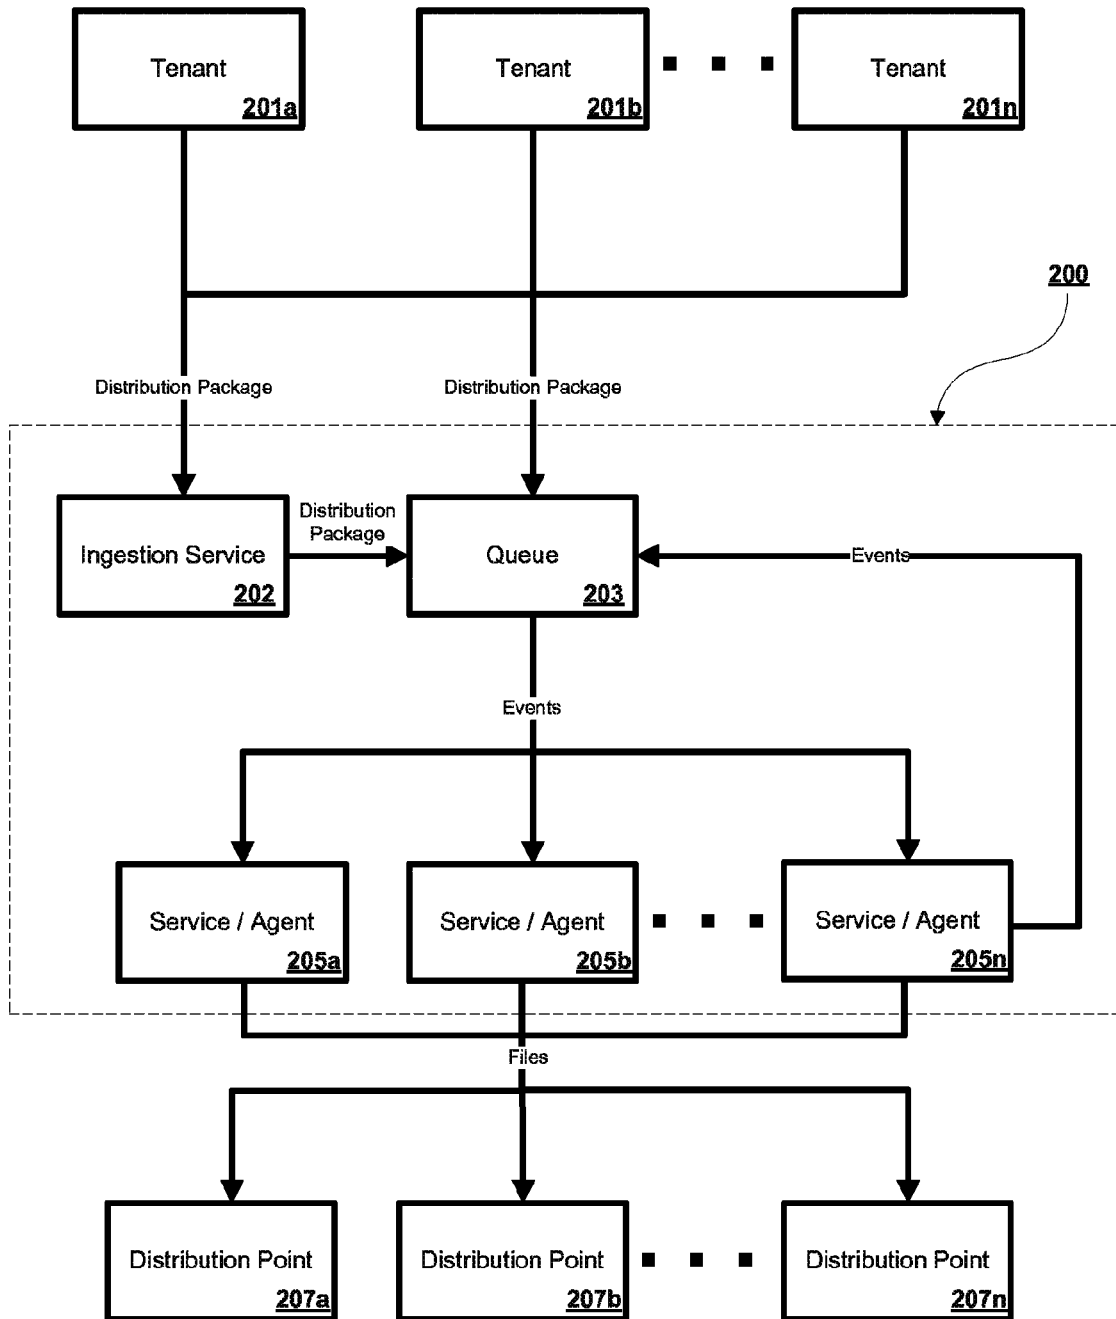 Tenant
201a
Tenant
201b
Tenant
201n
200
Distribution Package
Distribution Package
Ingestion Service
202
Distribution
Package
Queue
203
Events
Events
Service / Agent
205a
Service / Agent
205b
Service / Agent
205n
Files
Distribution Point
207a
Distribution Point
207b
Distribution Point
207n